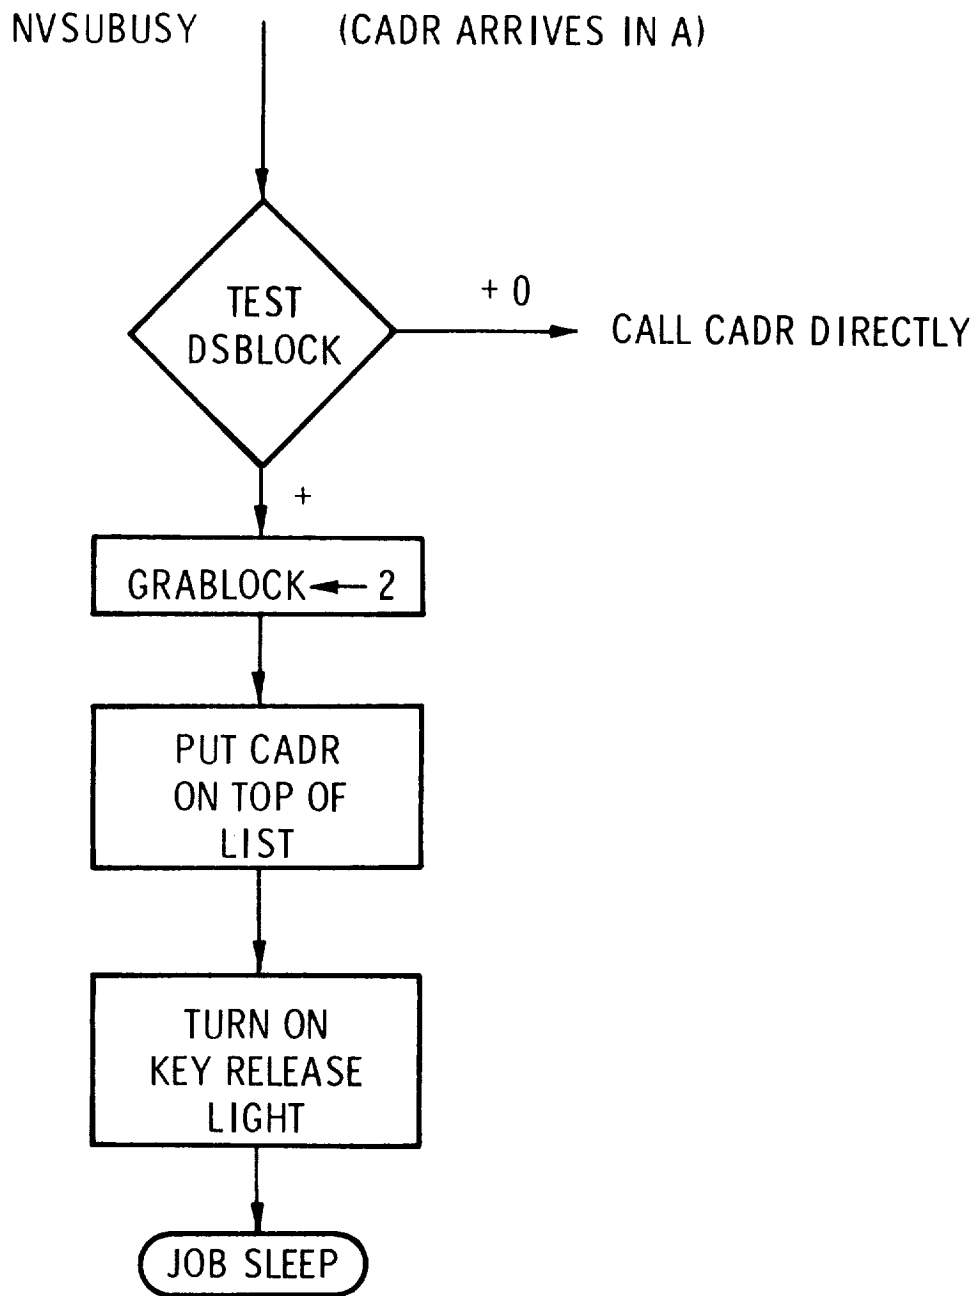 NVSUBUSY (CADR ARRIVES IN A)
TEST
DSBLOCK
+ 0
CALL CADR DIRECTLY
+
GRABLOCK ← 2
PUT CADR
ON TOP OF
LIST
TURN ON
KEY RELEASE
LIGHT
JOB SLEEP